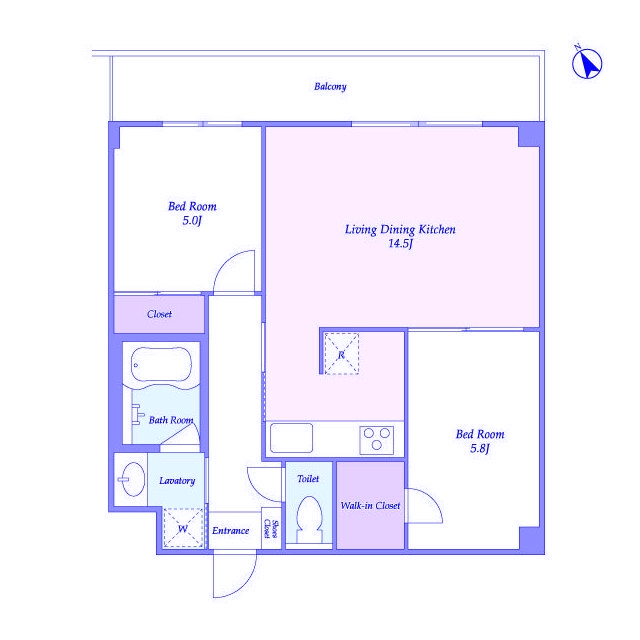 N
Balcony
Bed Room
5.0J
Living Dining Kitchen
14.5J
Closet
R
Bath Room
Bed Room
5.8J
Lavatory
Toilet
Walk-in Closet
W
Entrance
Shoes
Closet